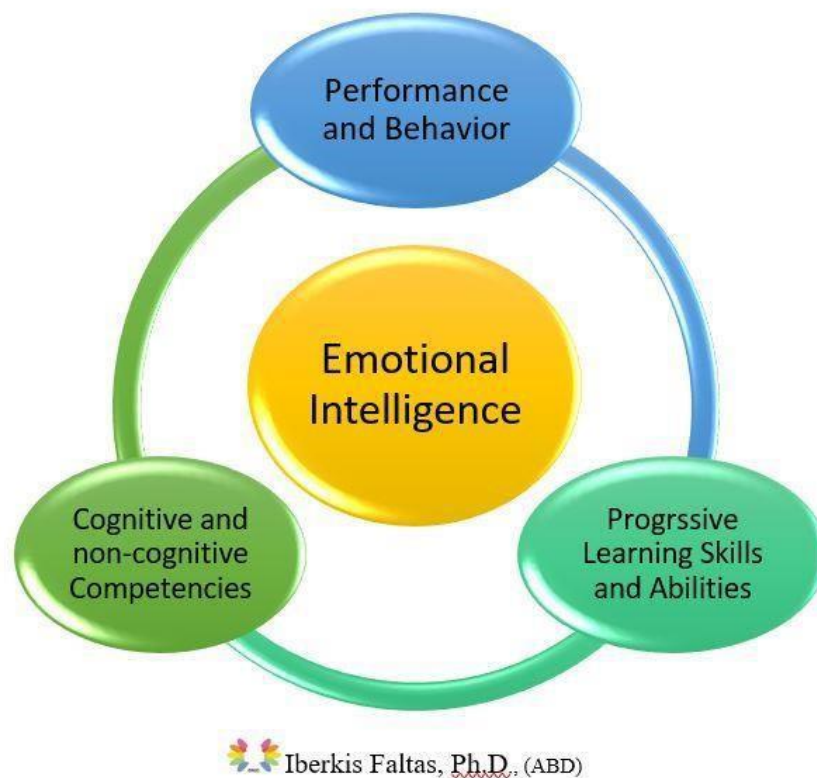 Performance
and Behavior
Emotional
Intelligence
Cognitive and
non-cognitive
Competencies
Progrssive
Learning Skills
and Abilities
Iberkis Faltas, Ph.D., (ABD)